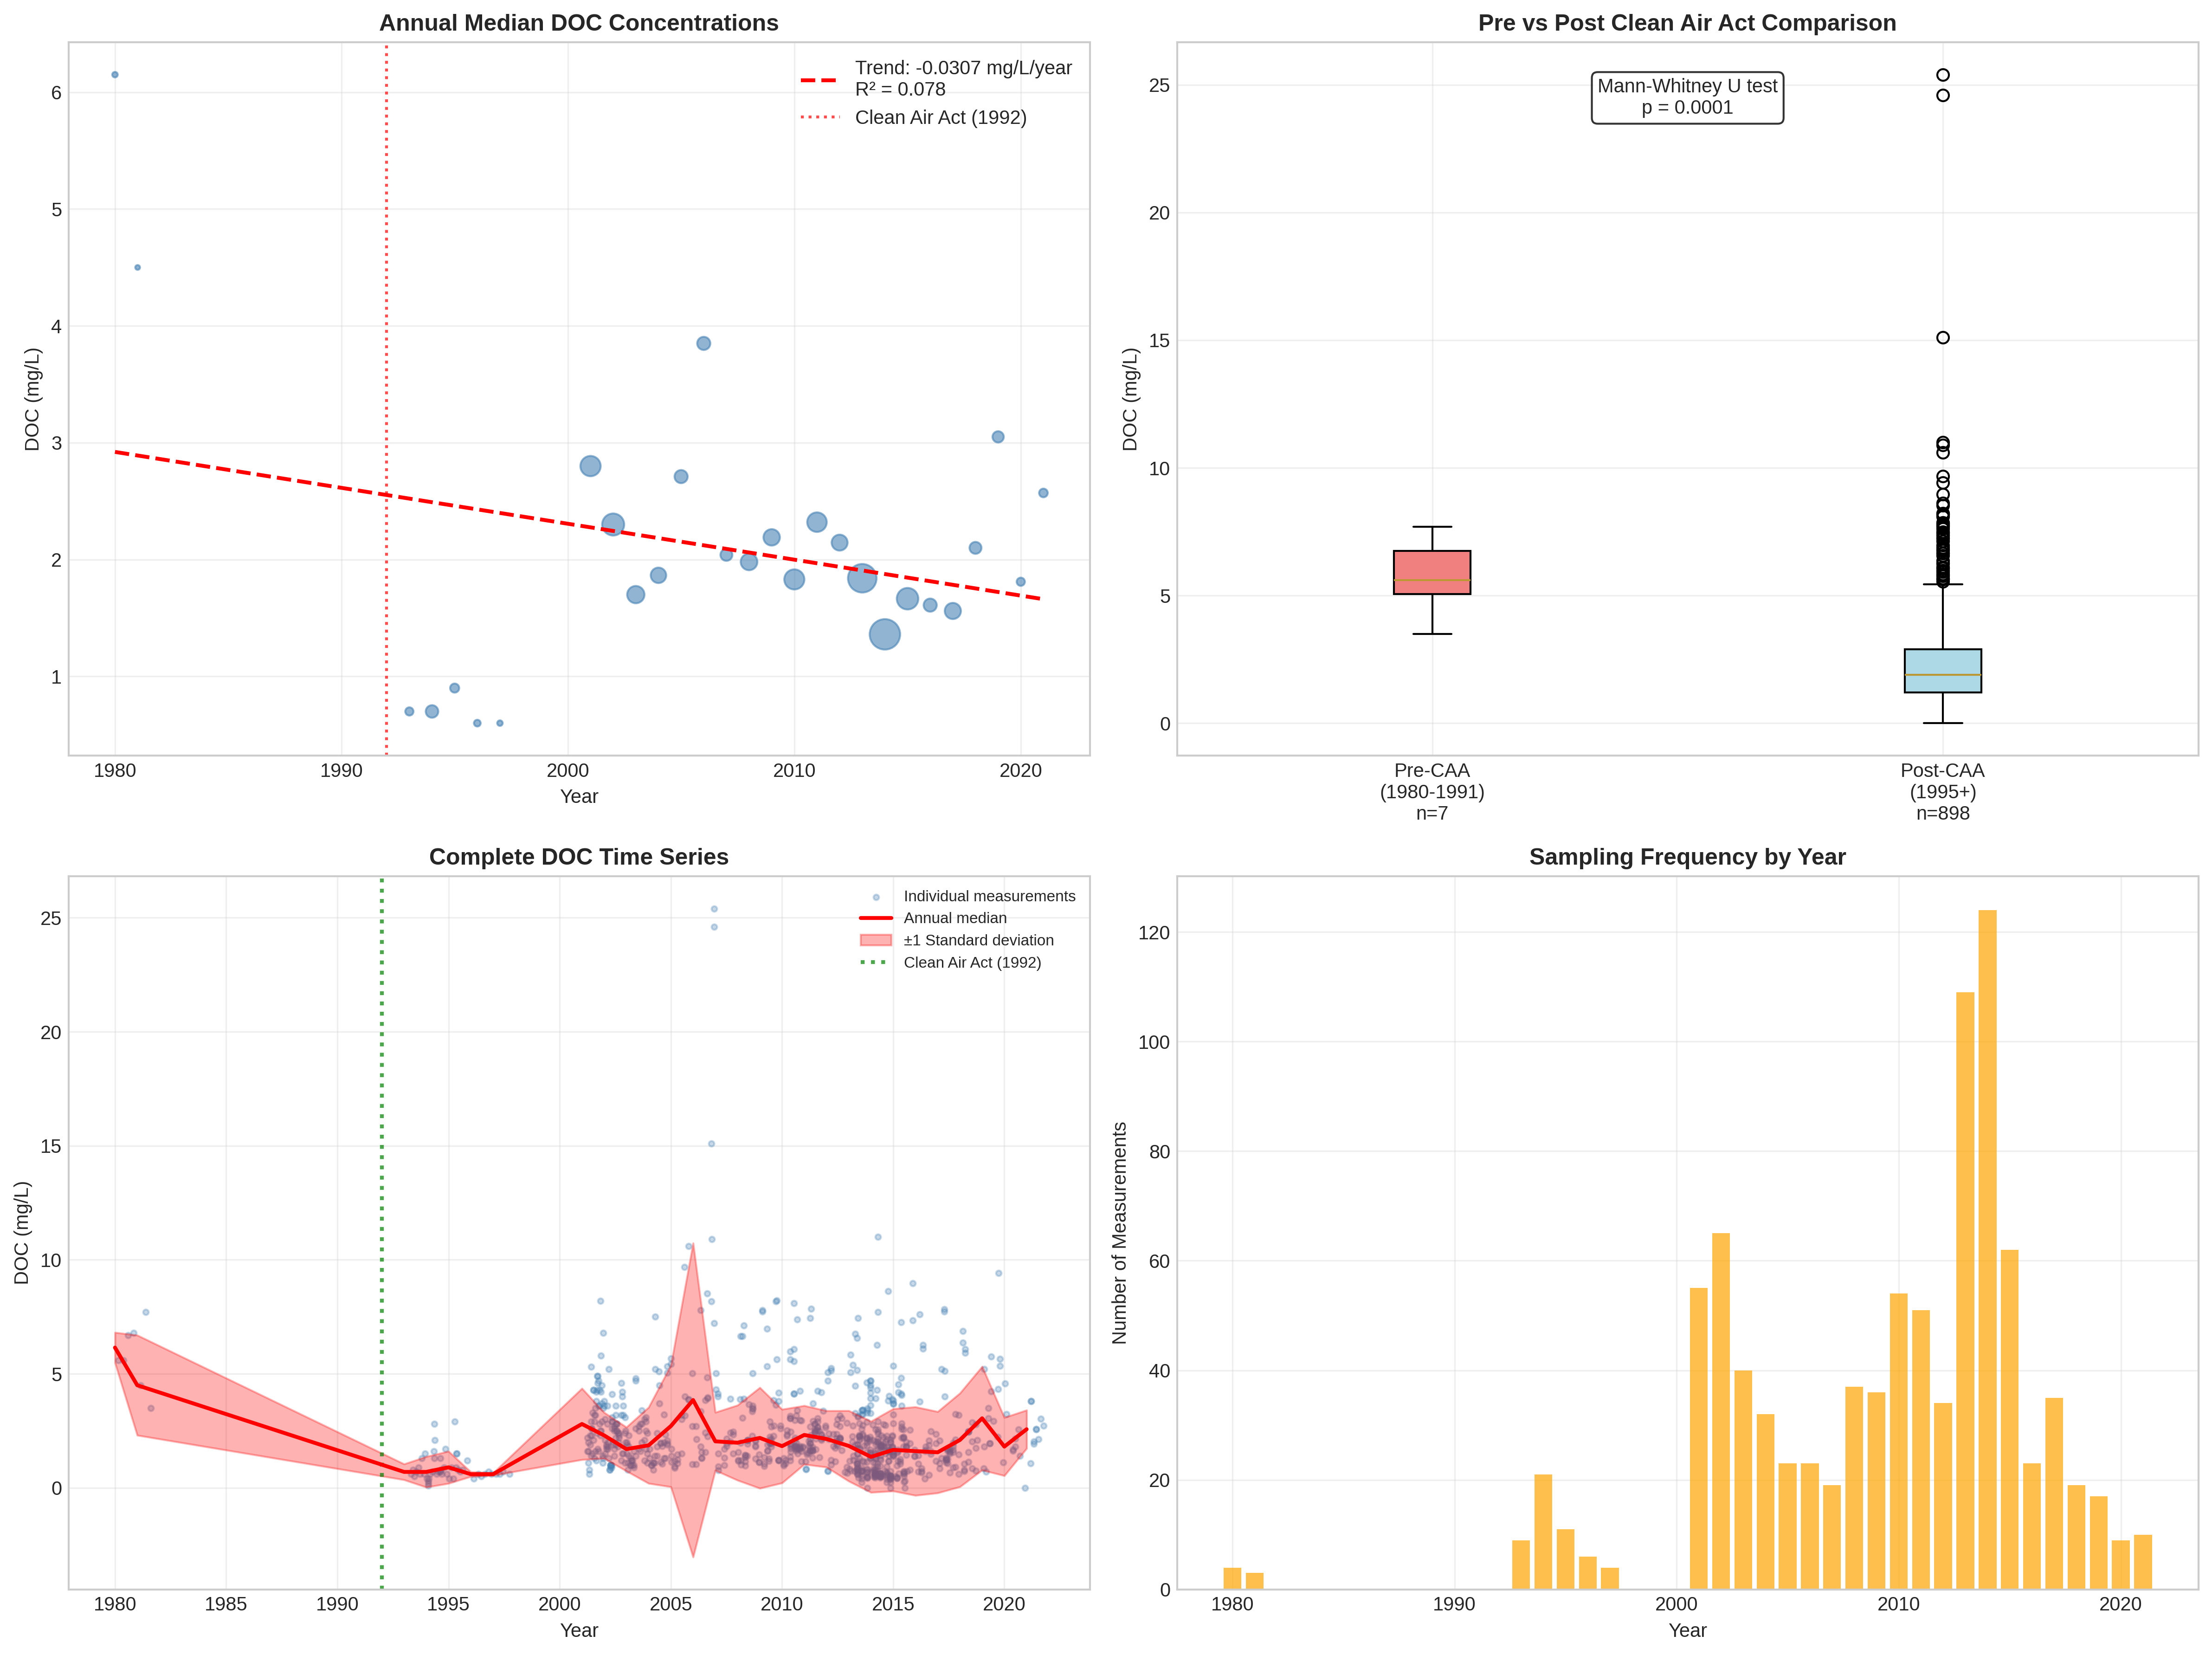 Annual Median DOC Concentrations
Trend: -0.0307 mg/L/year
R² = 0.078
Clean Air Act (1992)
DOC (mg/L)
6
5
4
3
2
1
1980
1990
2000
2010
2020
Year
Pre vs Post Clean Air Act Comparison
Mann-Whitney U test
p = 0.0001
DOC (mg/L)
25
20
15
10
5
0
Pre-CAA
(1980-1991)
n=7
Post-CAA
(1995+)
n=898
Complete DOC Time Series
Individual measurements
Annual median
±1 Standard deviation
Clean Air Act (1992)
DOC (mg/L)
25
20
15
10
5
0
1980
1985
1990
1995
2000
2005
2010
2015
2020
Year
Sampling Frequency by Year
Number of Measurements
120
100
80
60
40
20
0
1980
1990
2000
2010
2020
Year